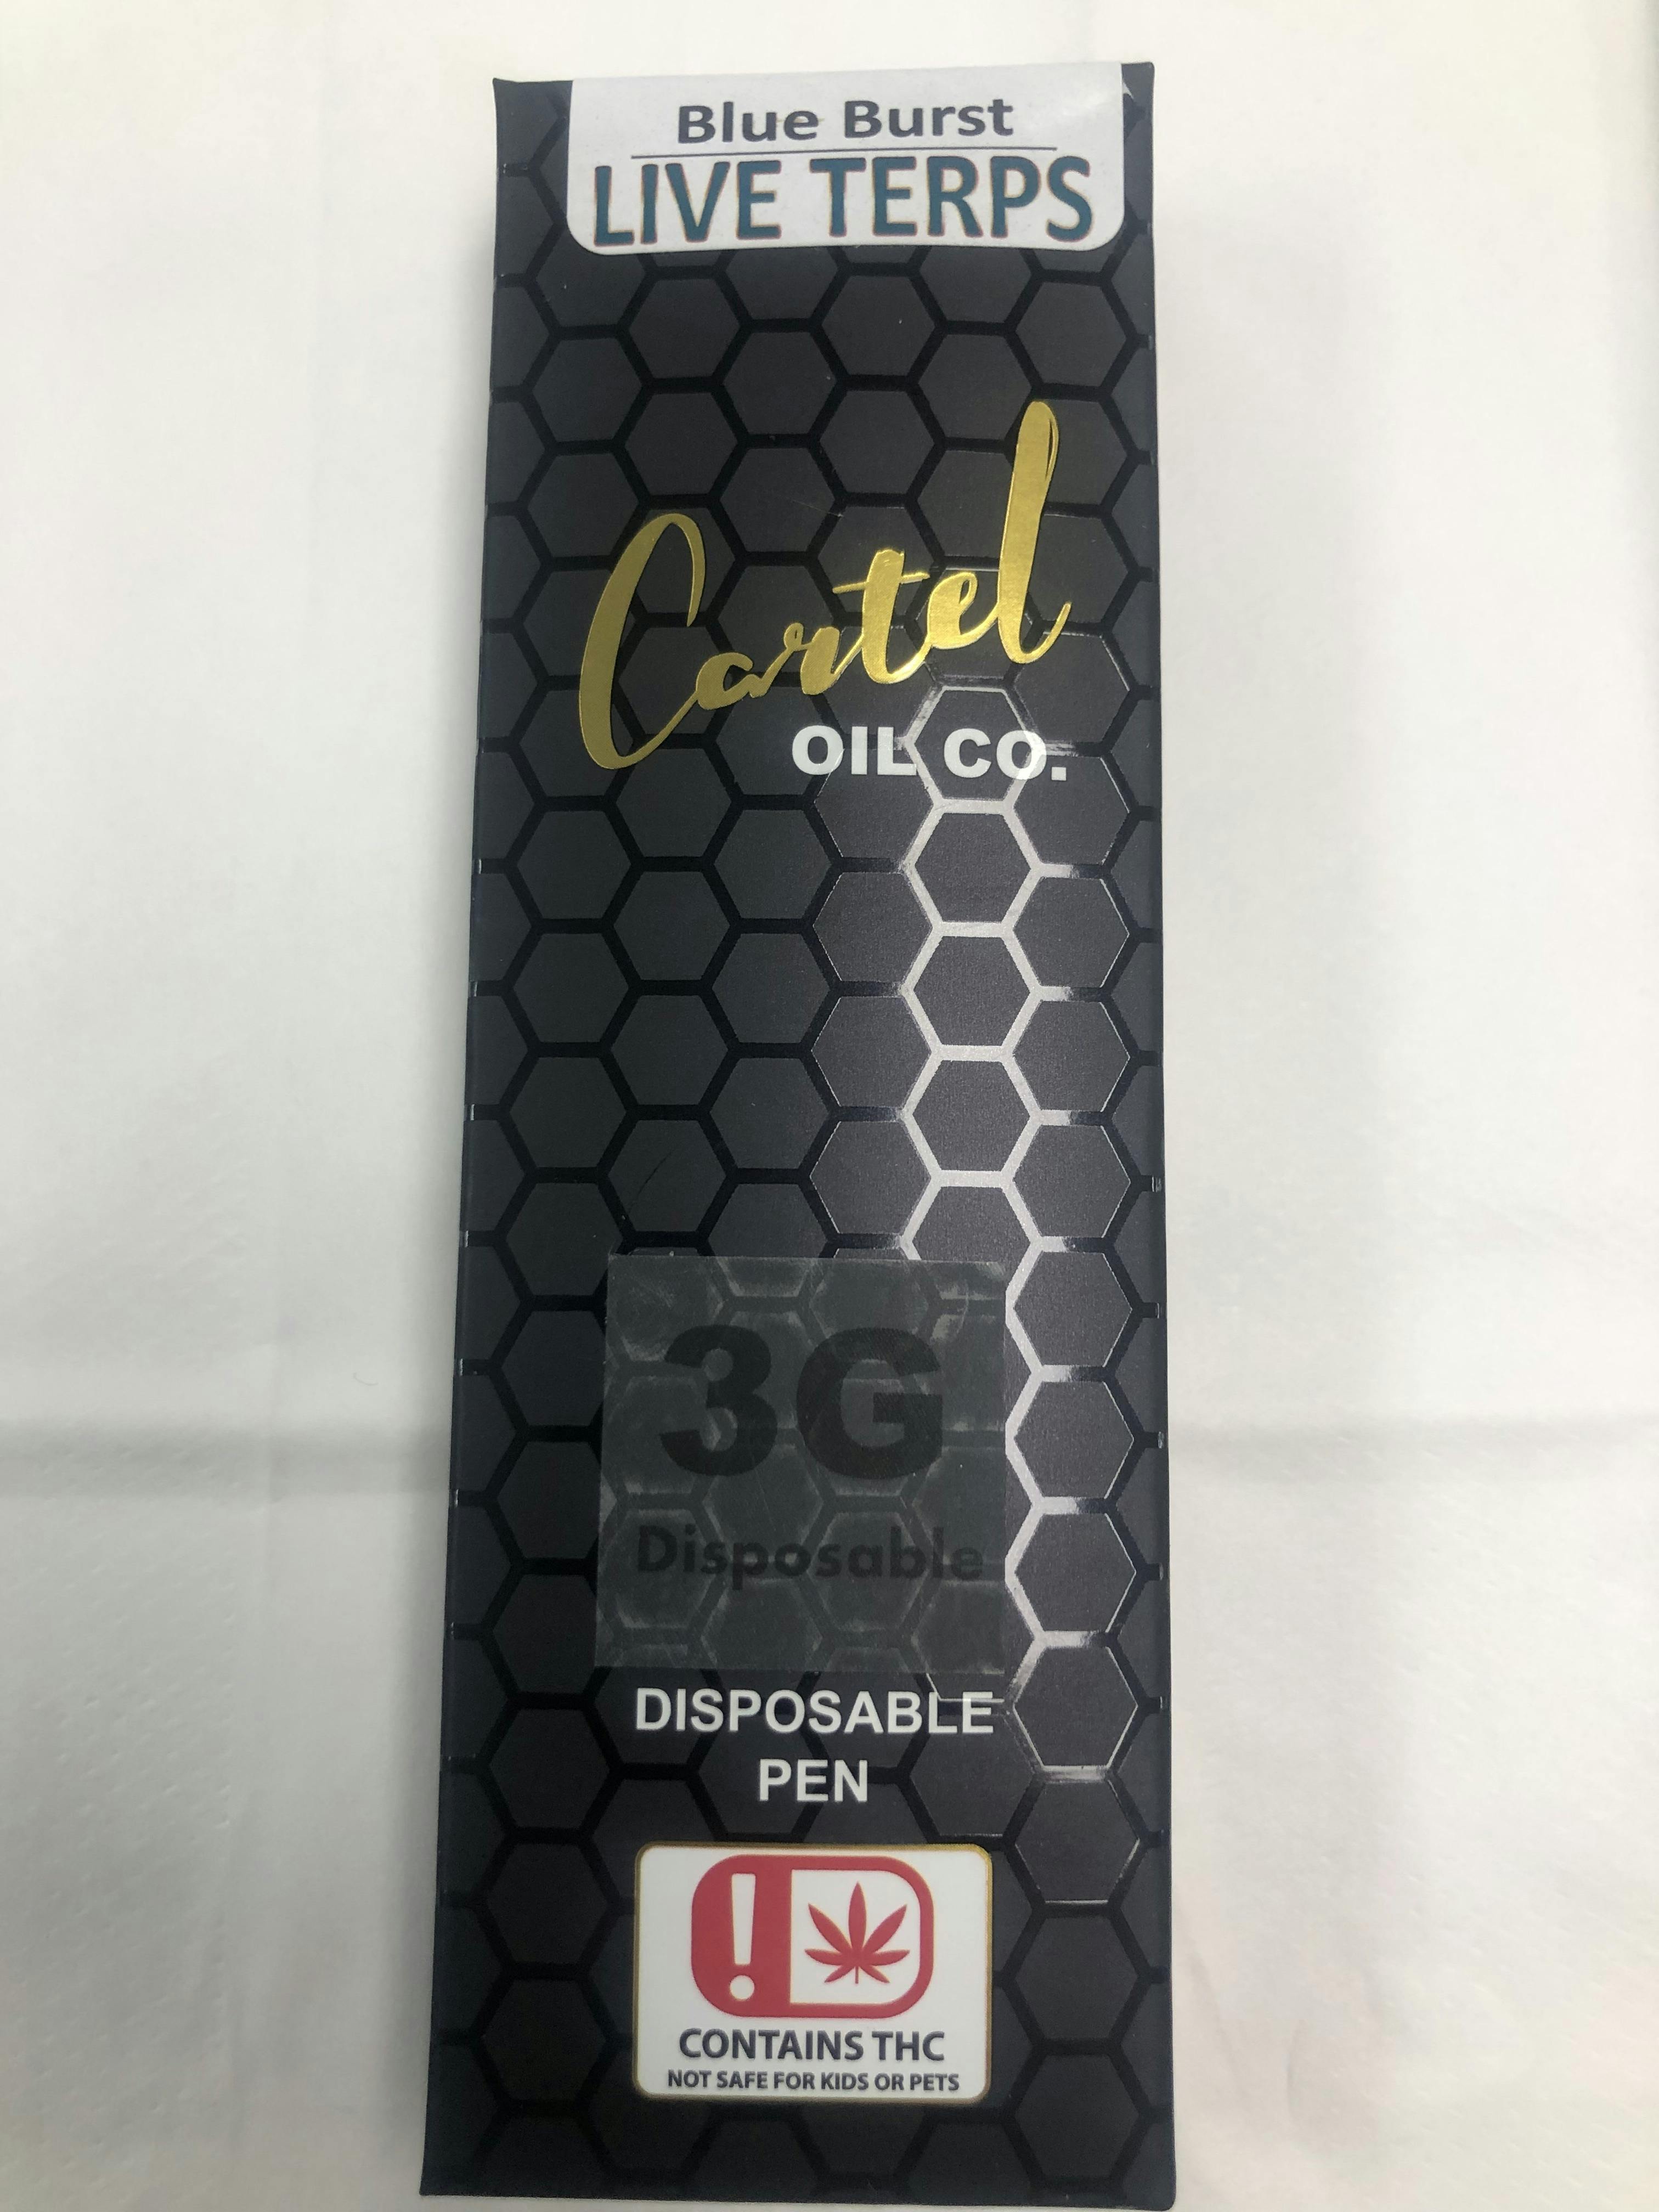 Blue Burst
LIVE TERPS
Cartel
OIL CO.
3G
Disposable
DISPOSABLE
PEN
!
CONTAINS THC
NOT SAFE FOR KIDS OR PETS